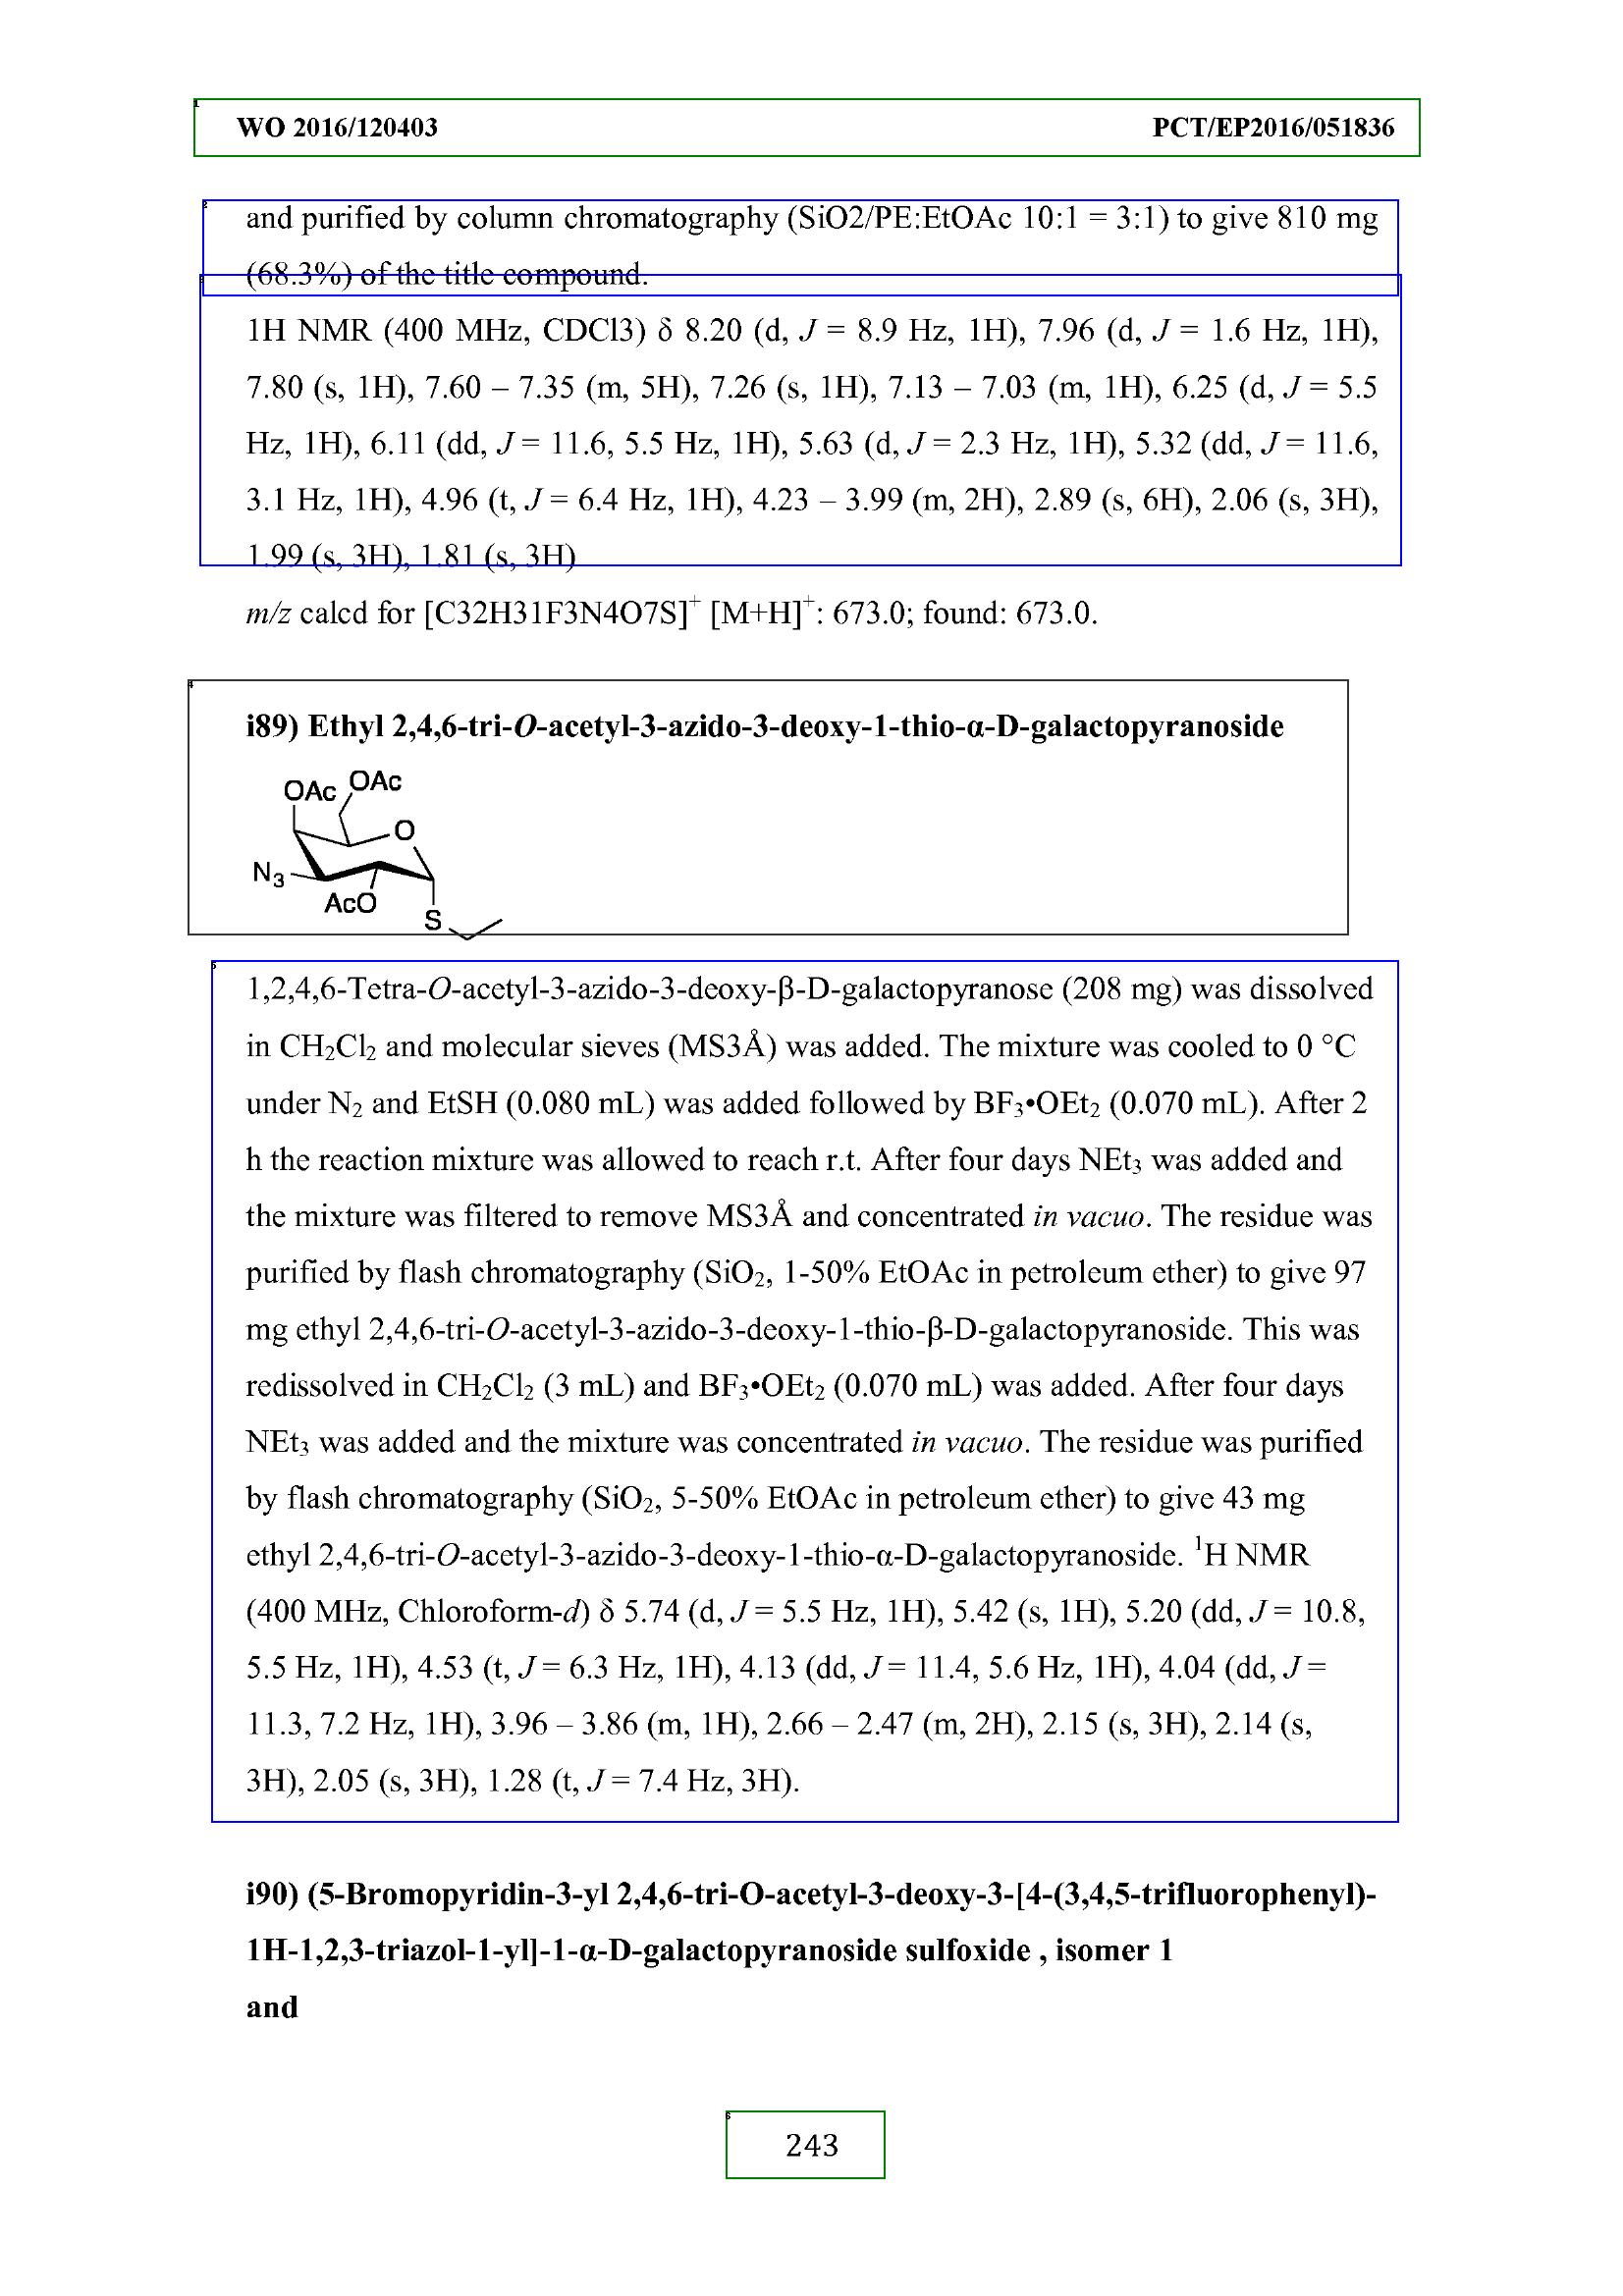 WO 2016/120403 PCT/EP2016/051836
and purified by column chromatography (SiO2/PE:EtOAc 10:1 = 3:1) to give 810 mg
(68.3%) of the title compound.
1H NMR (400 MHz, CDCl3) δ 8.20 (d, J = 8.9 Hz, 1H), 7.96 (d, J = 1.6 Hz, 1H),
7.80 (s, 1H), 7.60 – 7.35 (m, 5H), 7.26 (s, 1H), 7.13 – 7.03 (m, 1H), 6.25 (d, J = 5.5
Hz, 1H), 6.11 (dd, J = 11.6, 5.5 Hz, 1H), 5.63 (d, J = 2.3 Hz, 1H), 5.32 (dd, J = 11.6,
3.1 Hz, 1H), 4.96 (t, J = 6.4 Hz, 1H), 4.23 – 3.99 (m, 2H), 2.89 (s, 6H), 2.06 (s, 3H),
1.99 (s, 3H), 1.81 (s, 3H)
m/z calcd for [C32H31F3N4O7S]⁺ [M+H]⁺: 673.0; found: 673.0.
i89) Ethyl 2,4,6-tri-O-acetyl-3-azido-3-deoxy-1-thio-α-D-galactopyranoside
OAc OAc
O
N₃
AcO
S
1,2,4,6-Tetra-O-acetyl-3-azido-3-deoxy-β-D-galactopyranose (208 mg) was dissolved
in CH₂Cl₂ and molecular sieves (MS3Å) was added. The mixture was cooled to 0 °C
under N₂ and EtSH (0.080 mL) was added followed by BF₃•OEt₂ (0.070 mL). After 2
h the reaction mixture was allowed to reach r.t. After four days NEt₃ was added and
the mixture was filtered to remove MS3Å and concentrated in vacuo. The residue was
purified by flash chromatography (SiO₂, 1-50% EtOAc in petroleum ether) to give 97
mg ethyl 2,4,6-tri-O-acetyl-3-azido-3-deoxy-1-thio-β-D-galactopyranoside. This was
redissolved in CH₂Cl₂ (3 mL) and BF₃•OEt₂ (0.070 mL) was added. After four days
NEt₃ was added and the mixture was concentrated in vacuo. The residue was purified
by flash chromatography (SiO₂, 5-50% EtOAc in petroleum ether) to give 43 mg
ethyl 2,4,6-tri-O-acetyl-3-azido-3-deoxy-1-thio-α-D-galactopyranoside. ¹H NMR
(400 MHz, Chloroform-d) δ 5.74 (d, J = 5.5 Hz, 1H), 5.42 (s, 1H), 5.20 (dd, J = 10.8,
5.5 Hz, 1H), 4.53 (t, J = 6.3 Hz, 1H), 4.13 (dd, J = 11.4, 5.6 Hz, 1H), 4.04 (dd, J =
11.3, 7.2 Hz, 1H), 3.96 – 3.86 (m, 1H), 2.66 – 2.47 (m, 2H), 2.15 (s, 3H), 2.14 (s,
3H), 2.05 (s, 3H), 1.28 (t, J = 7.4 Hz, 3H).
i90) (5-Bromopyridin-3-yl 2,4,6-tri-O-acetyl-3-deoxy-3-[4-(3,4,5-trifluorophenyl)-
1H-1,2,3-triazol-1-yl]-1-α-D-galactopyranoside sulfoxide , isomer 1
and
243